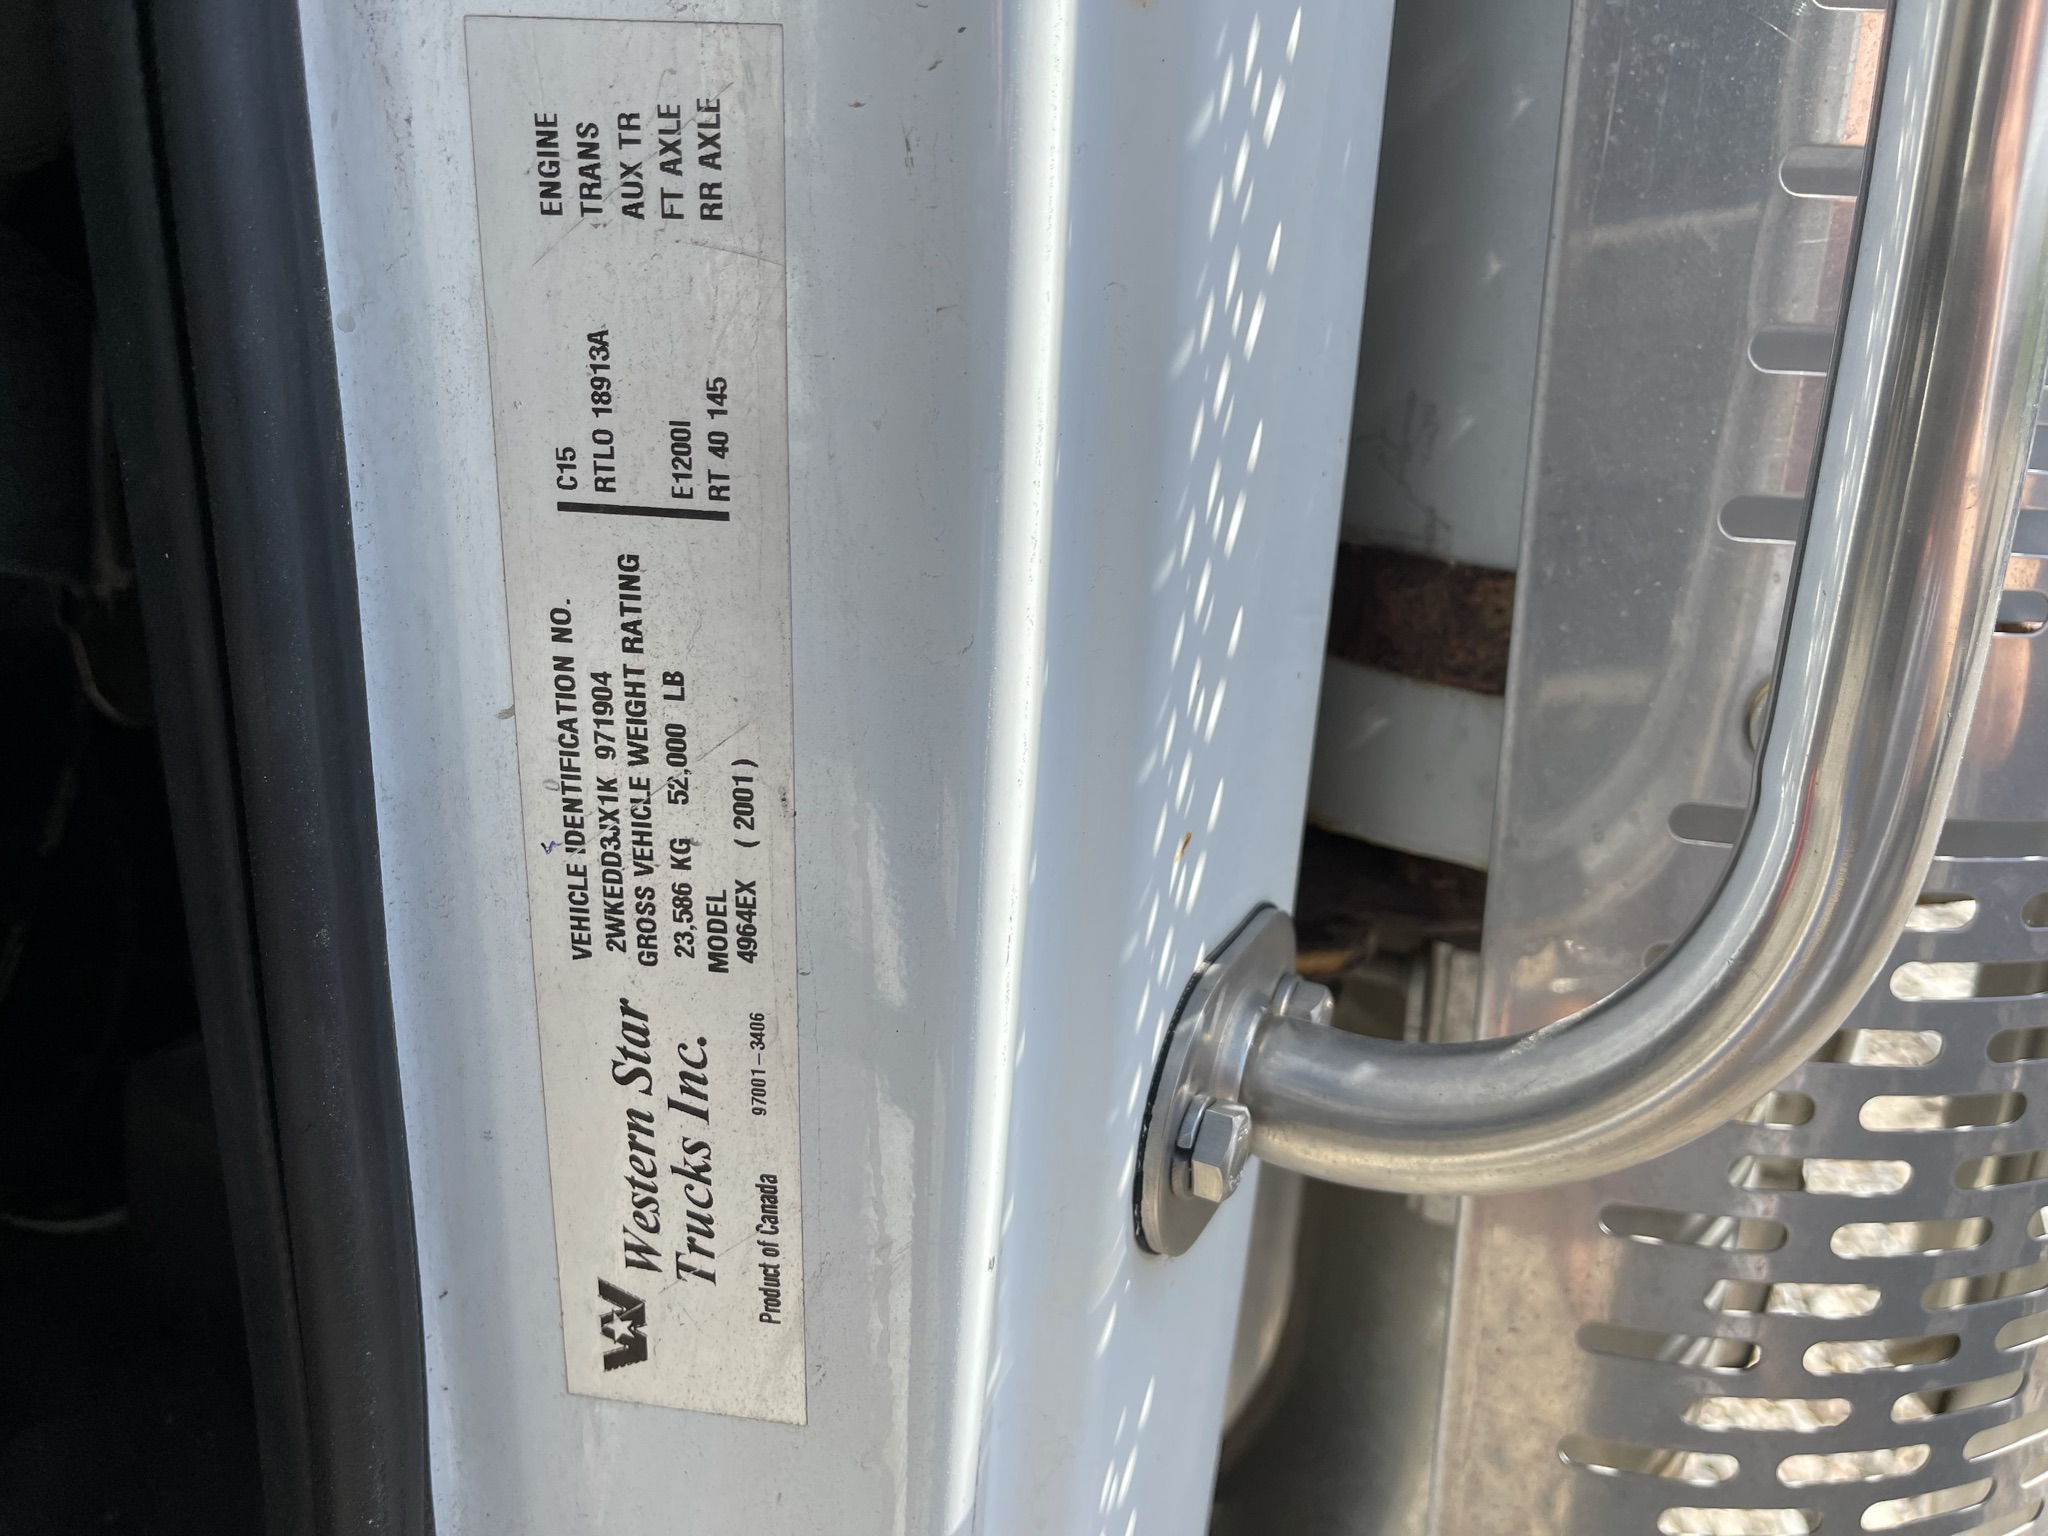 Western Star
Trucks Inc.
Product of Canada 97001-3406
VEHICLE IDENTIFICATION NO.
2WKEDD3JX1K 971904
GROSS VEHICLE WEIGHT RATING
23,586 KG 52,000 LB
MODEL
4964EX (2001)
C15 ENGINE
RTLO 18913A TRANS
AUX TR
E1200I FT AXLE
RT 40 145 RR AXLE